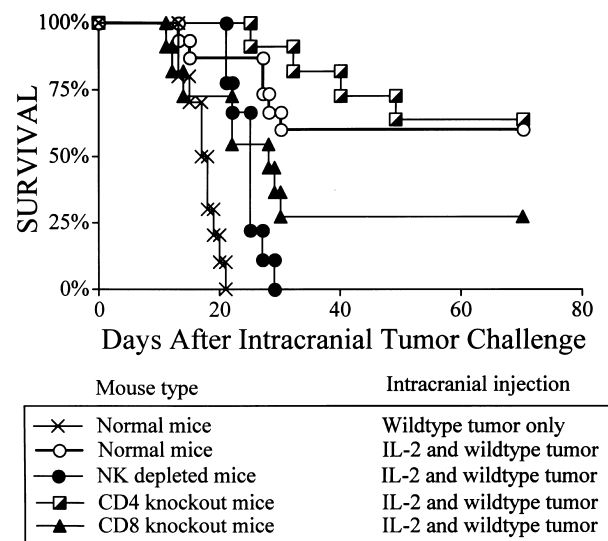 100%
75%
50%
25%
0%
SURVIVAL
0 20 40 60 80
Days After Intracranial Tumor Challenge
Mouse type Intracranial injection
Normal mice Wildtype tumor only
Normal mice IL-2 and wildtype tumor
NK depleted mice IL-2 and wildtype tumor
CD4 knockout mice IL-2 and wildtype tumor
CD8 knockout mice IL-2 and wildtype tumor